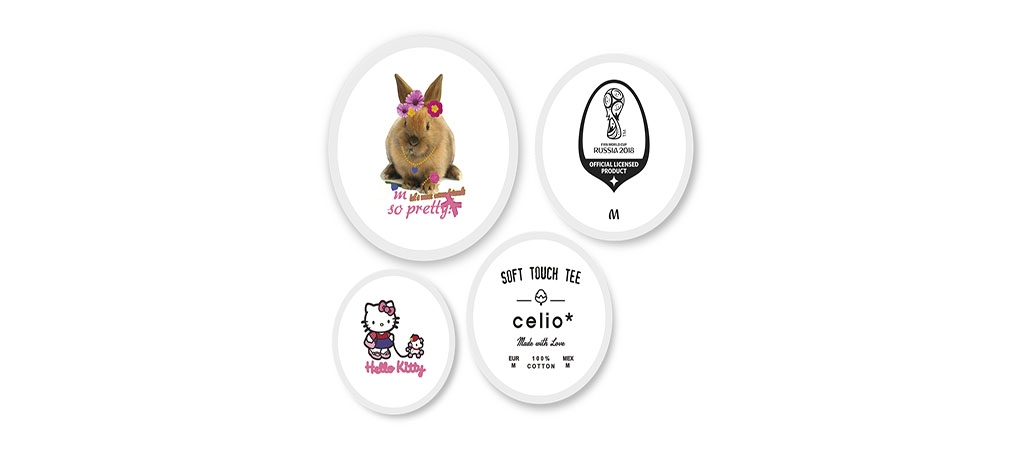 so pretty!
FIFA WORLD CUP
RUSSIA 2018
OFFICIAL LICENSED
PRODUCT
TM
M
Hello Kitty
SOFT TOUCH TEE
celio*
Made with Love
EUR 100% MEX
M COTTON M